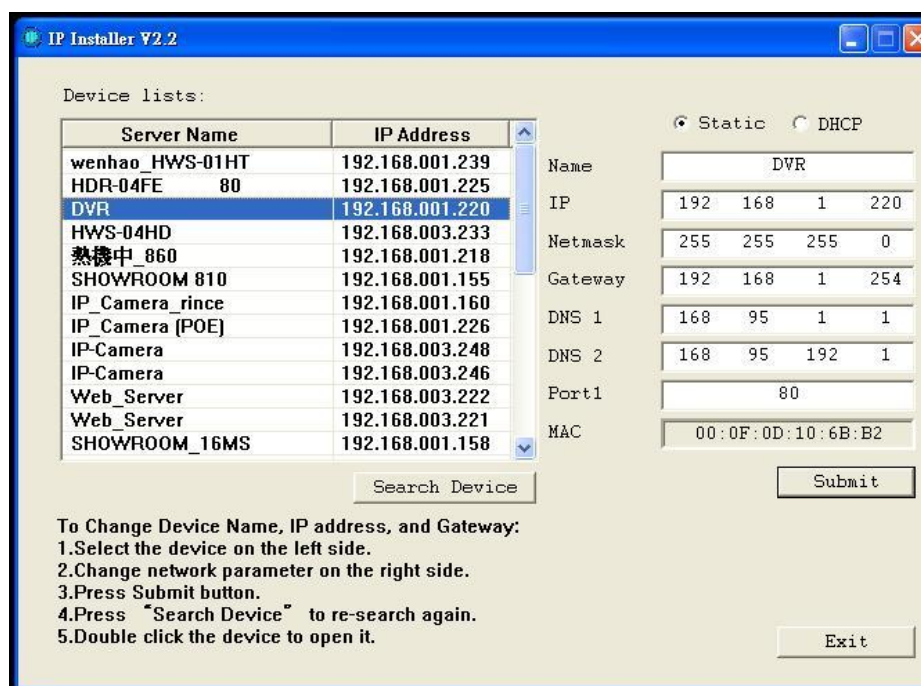 IP Installer V2.2
Device lists:
Server Name IP Address
wenhao_HWS-01HT 192.168.001.239
HDR-04FE 80 192.168.001.225
DVR 192.168.001.220
HWS-04HD 192.168.003.233
熱機中_860 192.168.001.218
SHOWROOM 810 192.168.001.155
IP_Camera_rince 192.168.001.160
IP_Camera (POE) 192.168.001.226
IP-Camera 192.168.003.248
IP-Camera 192.168.003.246
Web_Server 192.168.003.222
Web_Server 192.168.003.221
SHOWROOM_16MS 192.168.001.158
Search Device
Static DHCP
Name DVR
IP 192 168 1 220
Netmask 255 255 255 0
Gateway 192 168 1 254
DNS 1 168 95 1 1
DNS 2 168 95 192 1
Port1 80
MAC 00:0F:0D:10:6B:B2
Submit
To Change Device Name, IP address, and Gateway:
1.Select the device on the left side.
2.Change network parameter on the right side.
3.Press Submit button.
4.Press “Search Device” to re-search again.
5.Double click the device to open it.
Exit